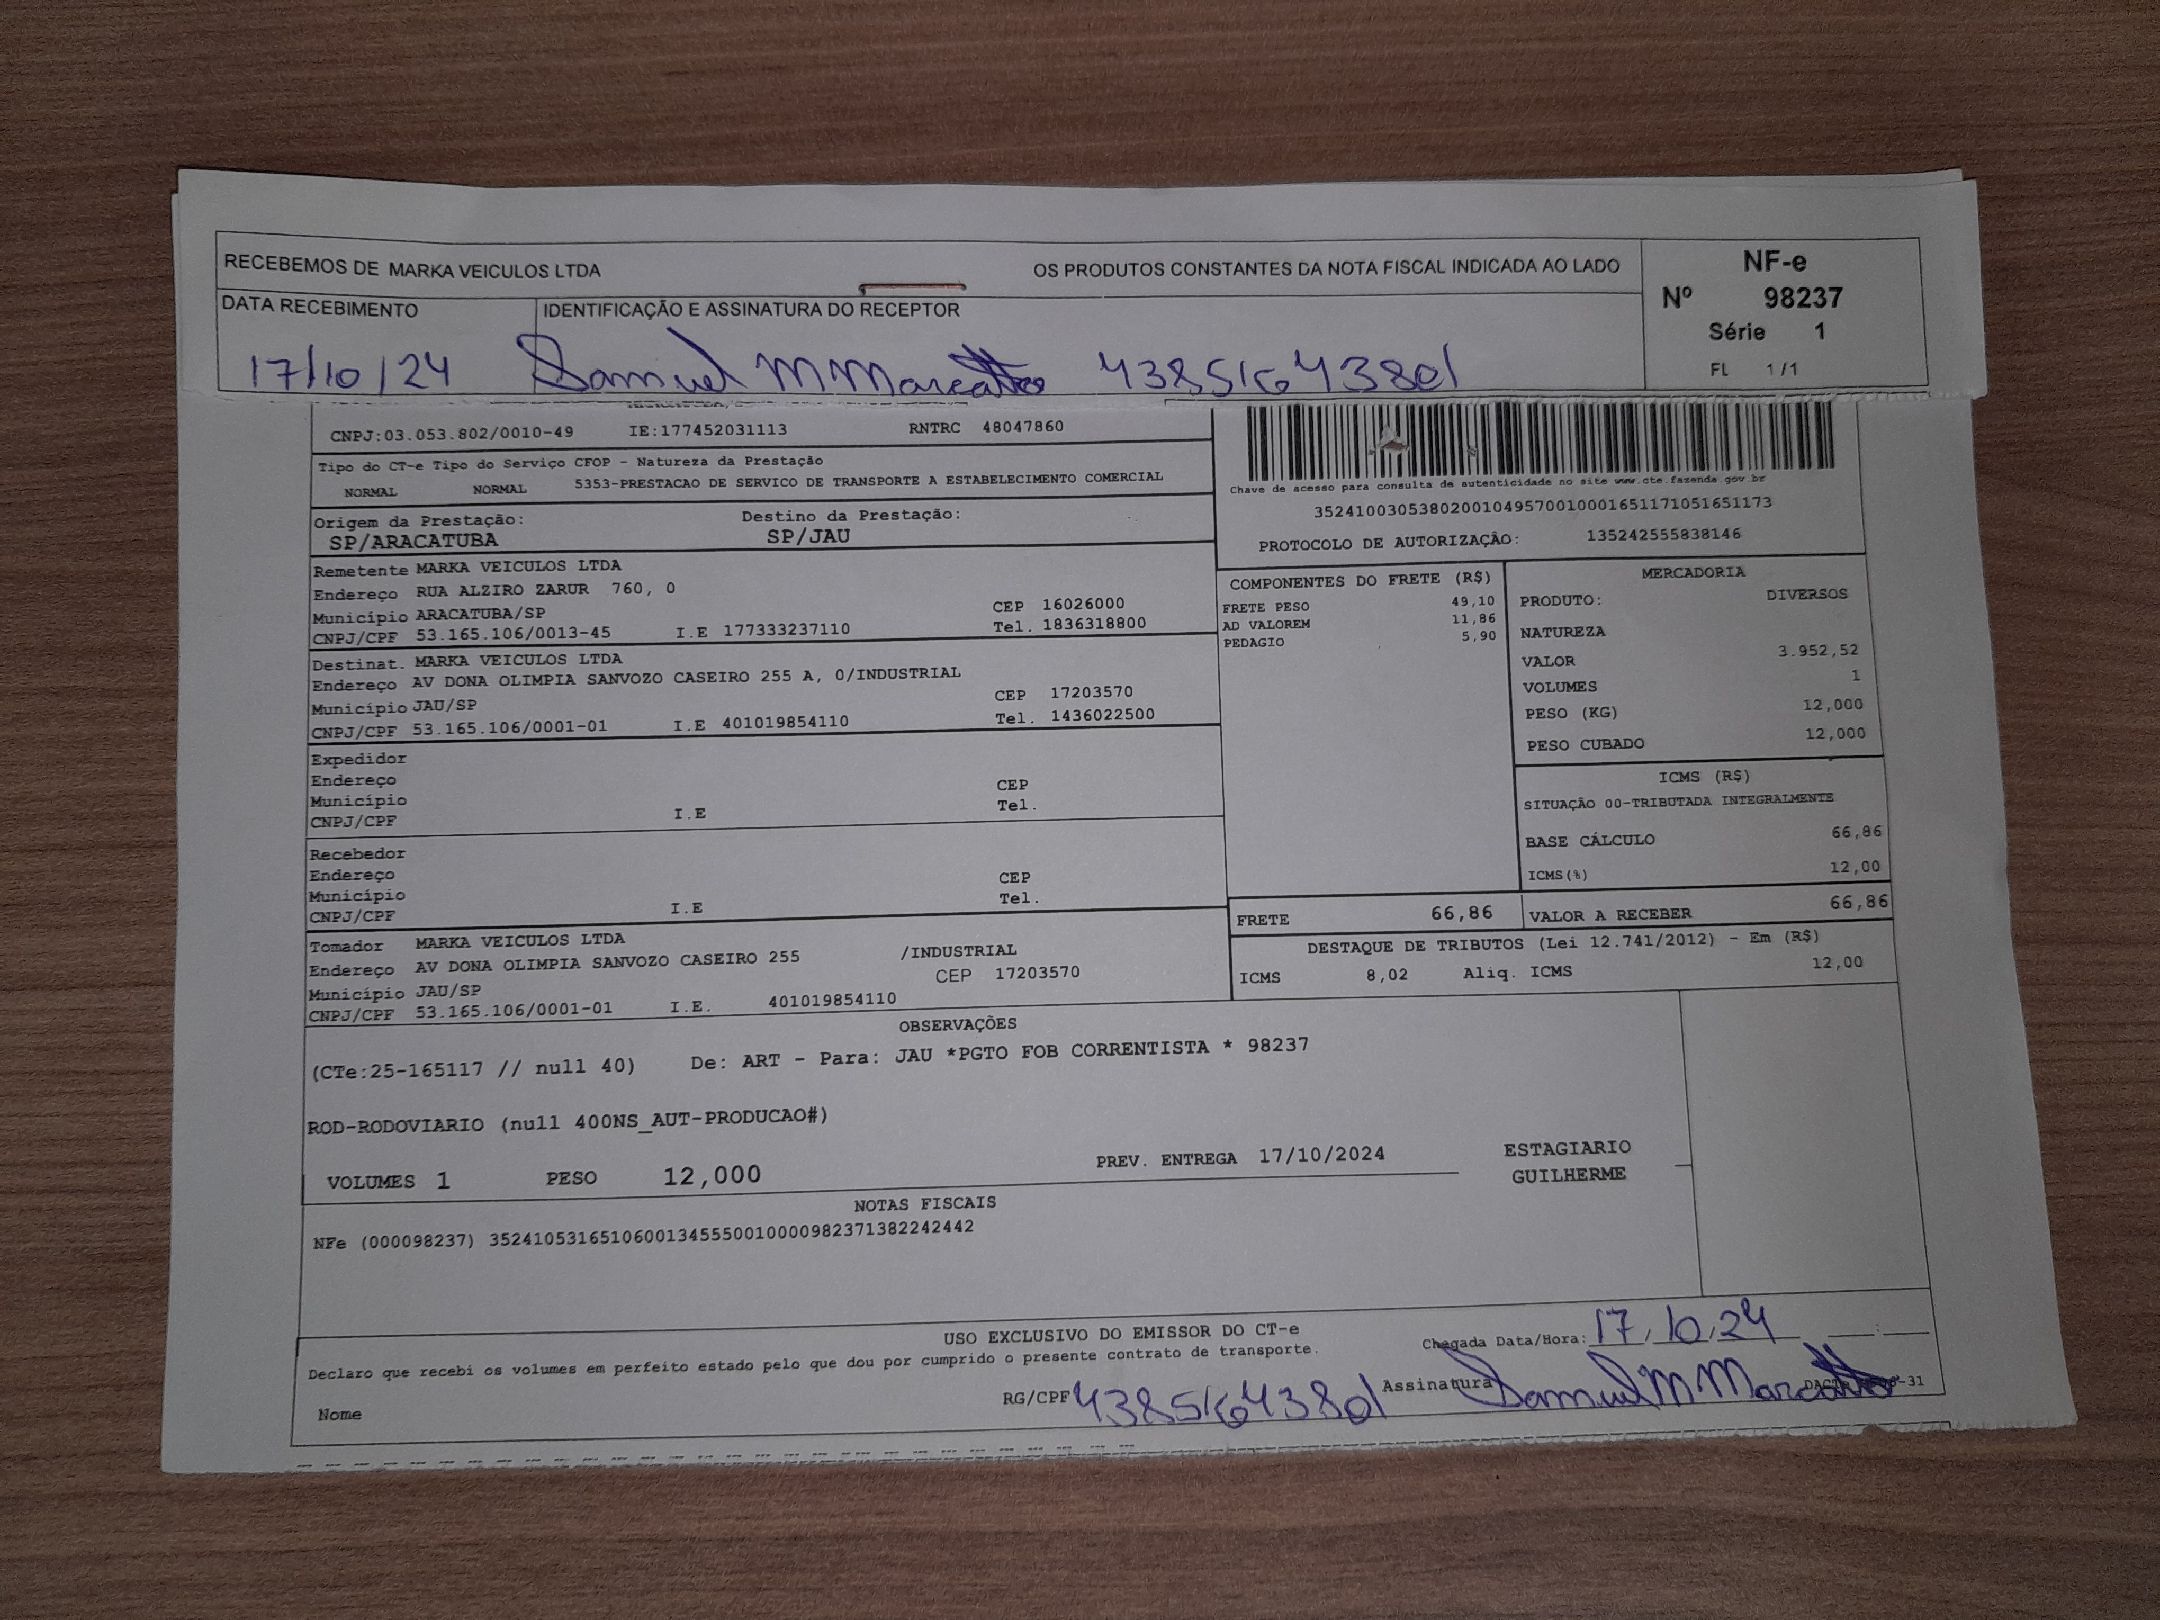 RECEBEMOS DE MARKA VEICULOS LTDA OS PRODUTOS CONSTANTES DA NOTA FISCAL INDICADA AO LADO
NF-e
Nº 98237
Série 1
FL 1/1
DATA RECEBIMENTO IDENTIFICAÇÃO E ASSINATURA DO RECEPTOR
17/10/24 Samuel M Marcatto
CNPJ:03.053.802/0010-49 IE:177452031113 RNTRC 48047860
Tipo do CT-e Tipo do Serviço CFOP - Natureza da Prestação
NORMAL NORMAL 5353-PRESTACAO DE SERVICO DE TRANSPORTE A ESTABELECIMENTO COMERCIAL
Chave de acesso para consulta de autenticidade no site www.cte.fazenda.gov.br
35241003053802001049570010001651171051651173
PROTOCOLO DE AUTORIZAÇÃO: 135242555838146
Origem da Prestação: Destino da Prestação:
SP/ARACATUBA SP/JAU
Remetente MARKA VEICULOS LTDA
Endereço RUA ALZIRO ZARUR 760, 0
Município ARACATUBA/SP CEP 16026000
CNPJ/CPF 53.165.106/0013-45 I.E 177333237110 Tel. 1836318800
Destinat. MARKA VEICULOS LTDA
Endereço AV DONA OLIMPIA SANVOZO CASEIRO 255 A, 0/INDUSTRIAL
Município JAU/SP CEP 17203570
CNPJ/CPF 53.165.106/0001-01 I.E 401019854110 Tel. 1436022500
Expedidor
Endereço
Município CEP
CNPJ/CPF I.E Tel.
Recebedor
Endereço
Município CEP
CNPJ/CPF I.E Tel.
Tomador MARKA VEICULOS LTDA
Endereço AV DONA OLIMPIA SANVOZO CASEIRO 255 /INDUSTRIAL
Município JAU/SP CEP 17203570
CNPJ/CPF 53.165.106/0001-01 I.E. 401019854110
COMPONENTES DO FRETE (R$)
FRETE PESO 49,10
AD VALOREM 11,86
PEDAGIO 5,90
MERCADORIA
PRODUTO: DIVERSOS
NATUREZA
VALOR 3.952,52
VOLUMES 1
PESO (KG) 12,000
PESO CUBADO 12,000
ICMS (R$)
SITUAÇÃO 00-TRIBUTADA INTEGRALMENTE
BASE CÁLCULO 66,86
ICMS(%) 12,00
FRETE 66,86 VALOR A RECEBER 66,86
DESTAQUE DE TRIBUTOS (Lei 12.741/2012) - Em (R$)
ICMS 8,02 Aliq. ICMS 12,00
OBSERVAÇÕES
(CTe:25-165117 // null 40) De: ART - Para: JAU *PGTO FOB CORRENTISTA * 98237
ROD-RODOVIARIO (null 400NS_AUT-PRODUCAO#)
VOLUMES 1 PESO 12,000 PREV. ENTREGA 17/10/2024 ESTAGIARIO
GUILHERME
NOTAS FISCAIS
NFe (000098237) 35241053165106001345550010000982371382242442
USO EXCLUSIVO DO EMISSOR DO CT-e
Declaro que recebi os volumes em perfeito estado pelo que dou por cumprido o presente contrato de transporte.
Chegada Data/Hora: 17/10/24 :
Nome RG/CPF Assinatura Samuel M Marcatto